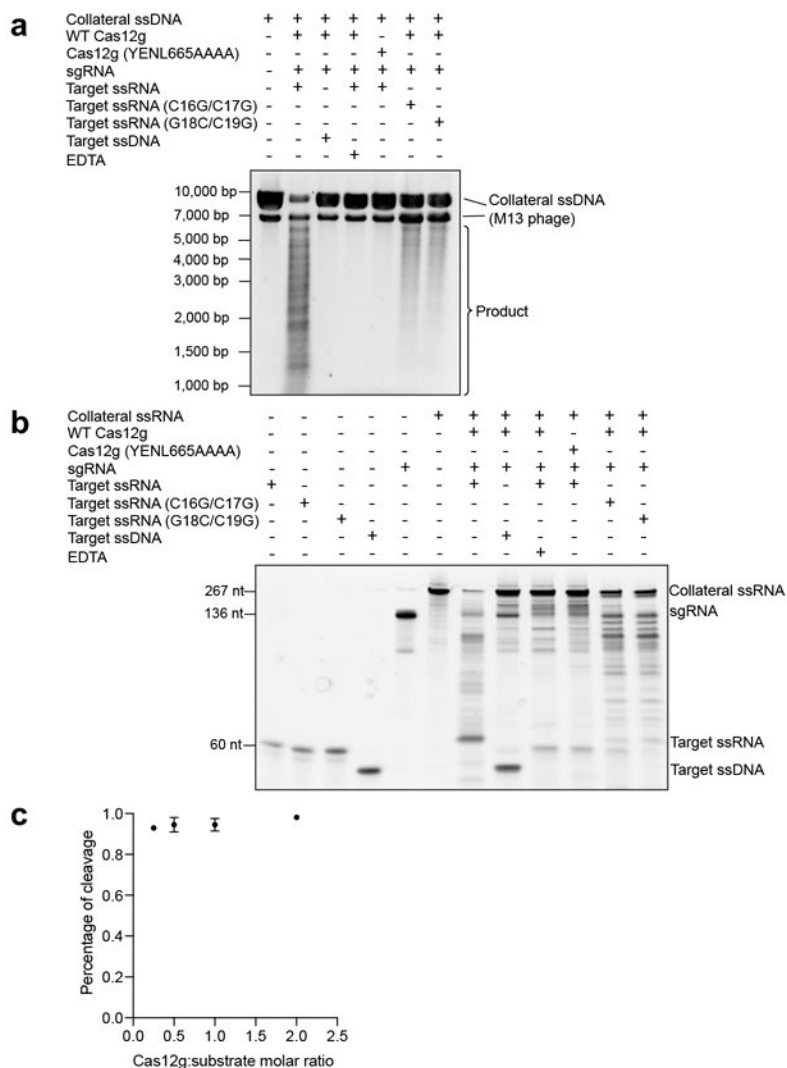 a
Collateral ssDNA + + + + + + +
WT Cas12g - + + + - + +
Cas12g (YENL665AAAA) - - - - + - -
sgRNA - + + + + + +
Target ssRNA - + - + + - -
Target ssRNA (C16G/C17G) - - - - - + -
Target ssRNA (G18C/C19G) - - - - - - +
Target ssDNA - - + - - - -
EDTA - - - + - - -
10,000 bp
7,000 bp
5,000 bp
4,000 bp
3,000 bp
2,000 bp
1,500 bp
1,000 bp
Collateral ssDNA
(M13 phage)
Product
b
Collateral ssRNA - - - - - + + + + + + +
WT Cas12g - - - - - - + + + - + +
Cas12g (YENL665AAAA) - - - - - - - - - + - -
sgRNA - - - - + - + + + + + +
Target ssRNA + - - - - - + - + + - -
Target ssRNA (C16G/C17G) - + - - - - - - - - + -
Target ssRNA (G18C/C19G) - - + - - - - - - - - +
Target ssDNA - - - + - - - + - - - -
EDTA - - - - - - - - + - - -
267 nt
136 nt
60 nt
Collateral ssRNA
sgRNA
Target ssRNA
Target ssDNA
c
Percentage of cleavage
1.0
0.8
0.6
0.4
0.2
0.0
0.0 0.5 1.0 1.5 2.0 2.5
Cas12g:substrate molar ratio